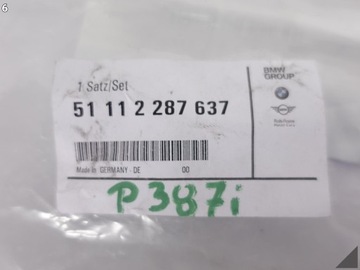 6
1 Satz/Set
BMW
GROUP
51 11 2 287 637
Made in GERMANY - DE 00
P387i